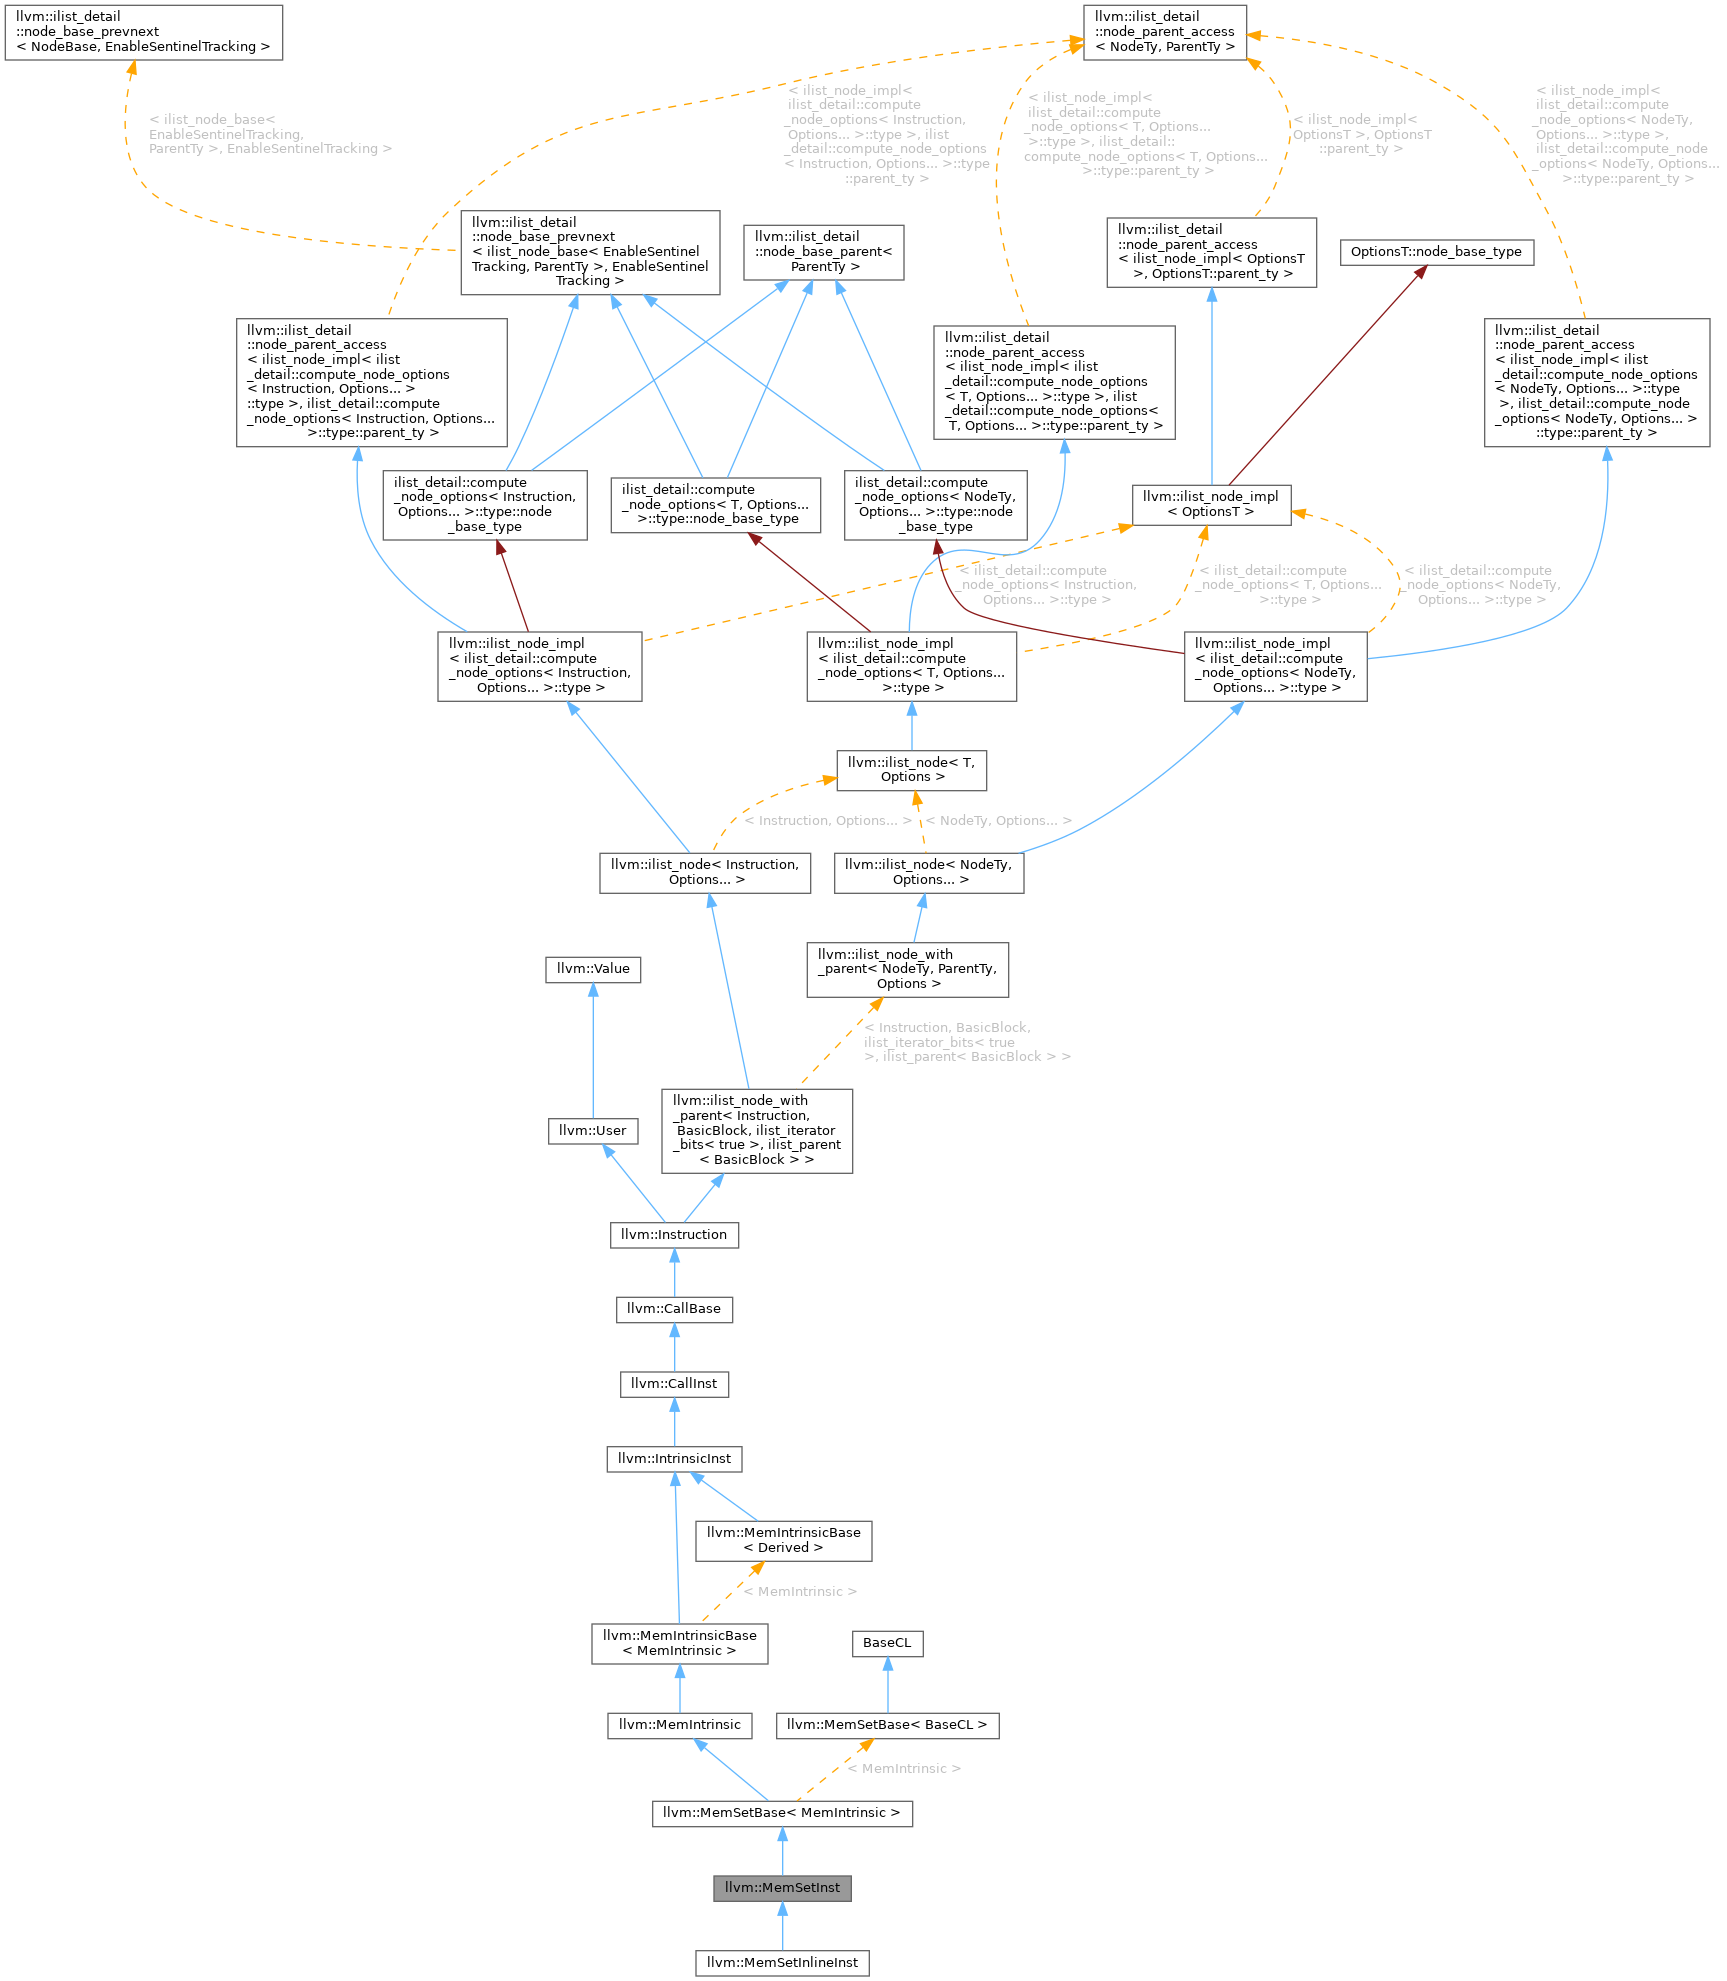 llvm::ilist_detail
::node_base_prevnext
< NodeBase, EnableSentinelTracking >
llvm::ilist_detail
::node_parent_access
< NodeTy, ParentTy >
< ilist_node_base<
EnableSentinelTracking,
ParentTy >, EnableSentinelTracking >
< ilist_node_impl<
ilist_detail::compute
_node_options< Instruction,
Options... >::type >, ilist
_detail::compute_node_options
< Instruction, Options... >::type
::parent_ty >
< ilist_node_impl<
ilist_detail::compute
_node_options< T, Options...
>::type >, ilist_detail::
compute_node_options< T, Options...
>::type::parent_ty >
< ilist_node_impl<
OptionsT >, OptionsT
::parent_ty >
< ilist_node_impl<
ilist_detail::compute
_node_options< NodeTy,
Options... >::type >,
ilist_detail::compute_node
_options< NodeTy, Options...
>::type::parent_ty >
llvm::ilist_detail
::node_base_prevnext
< ilist_node_base< EnableSentinel
Tracking, ParentTy >, EnableSentinel
Tracking >
llvm::ilist_detail
::node_base_parent<
ParentTy >
llvm::ilist_detail
::node_parent_access
< ilist_node_impl< OptionsT
>, OptionsT::parent_ty >
OptionsT::node_base_type
llvm::ilist_detail
::node_parent_access
< ilist_node_impl< ilist
_detail::compute_node_options
< Instruction, Options... >
::type >, ilist_detail::compute
_node_options< Instruction, Options...
>::type::parent_ty >
llvm::ilist_detail
::node_parent_access
< ilist_node_impl< ilist
_detail::compute_node_options
< T, Options... >::type >, ilist
_detail::compute_node_options<
T, Options... >::type::parent_ty >
llvm::ilist_detail
::node_parent_access
< ilist_node_impl< ilist
_detail::compute_node_options
< NodeTy, Options... >::type
>, ilist_detail::compute_node
_options< NodeTy, Options... >
::type::parent_ty >
ilist_detail::compute
_node_options< Instruction,
Options... >::type::node
_base_type
ilist_detail::compute
_node_options< T, Options...
>::type::node_base_type
ilist_detail::compute
_node_options< NodeTy,
Options... >::type::node
_base_type
llvm::ilist_node_impl
< OptionsT >
< ilist_detail::compute
_node_options< Instruction,
Options... >::type >
< ilist_detail::compute
_node_options< T, Options...
>::type >
< ilist_detail::compute
_node_options< NodeTy,
Options... >::type >
llvm::ilist_node_impl
< ilist_detail::compute
_node_options< Instruction,
Options... >::type >
llvm::ilist_node_impl
< ilist_detail::compute
_node_options< T, Options...
>::type >
llvm::ilist_node_impl
< ilist_detail::compute
_node_options< NodeTy,
Options... >::type >
llvm::ilist_node< T,
Options >
< Instruction, Options... >
< NodeTy, Options... >
llvm::ilist_node< Instruction,
Options... >
llvm::ilist_node< NodeTy,
Options... >
llvm::Value
llvm::ilist_node_with
_parent< NodeTy, ParentTy,
Options >
< Instruction, BasicBlock,
ilist_iterator_bits< true
>, ilist_parent< BasicBlock > >
llvm::User
llvm::ilist_node_with
_parent< Instruction,
BasicBlock, ilist_iterator
_bits< true >, ilist_parent
< BasicBlock > >
llvm::Instruction
llvm::CallBase
llvm::CallInst
llvm::IntrinsicInst
llvm::MemIntrinsicBase
< Derived >
< MemIntrinsic >
llvm::MemIntrinsicBase
< MemIntrinsic >
BaseCL
llvm::MemIntrinsic
llvm::MemSetBase< BaseCL >
< MemIntrinsic >
llvm::MemSetBase< MemIntrinsic >
llvm::MemSetInst
llvm::MemSetInlineInst